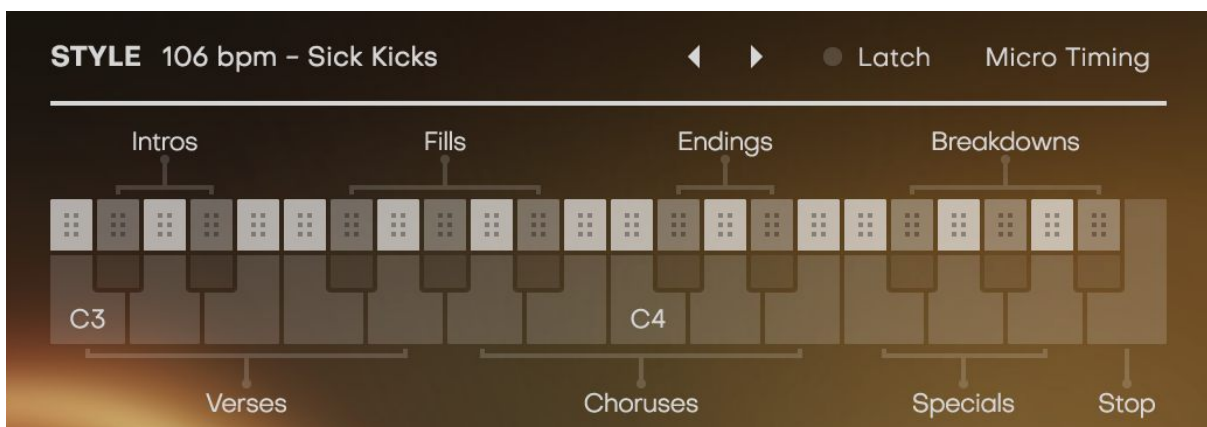 STYLE 106 bpm – Sick Kicks Latch Micro Timing
Intros Fills Endings Breakdowns
C3 C4
Verses Choruses Specials Stop